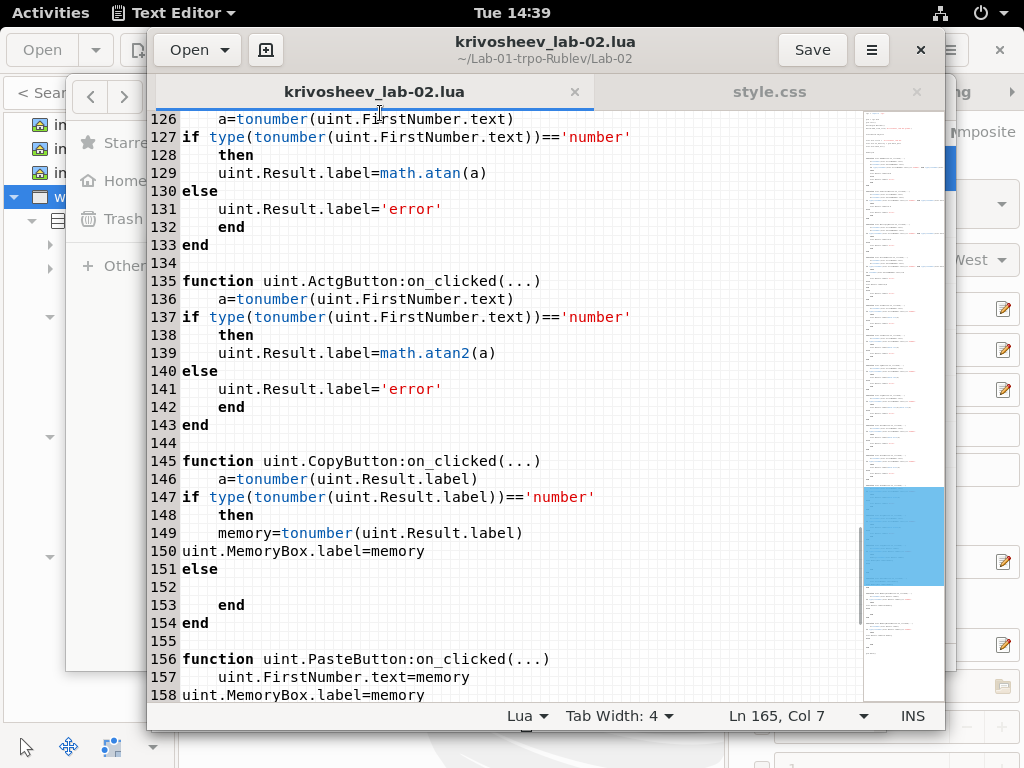 Activities Text Editor Tue 14:39
Open
Open krivosheev_lab-02.lua Save
~/Lab-01-trpo-Rublev/Lab-02
krivosheev_lab-02.lua style.css
< Sear
Starre
Home
Trash
Other
mposite
West
126     a=tonumber(uint.FirstNumber.text)
127 if type(tonumber(uint.FirstNumber.text))=='number'
128     then
129     uint.Result.label=math.atan(a)
130 else
131     uint.Result.label='error'
132     end
133 end
134
135 function uint.ActgButton:on_clicked(...)
136     a=tonumber(uint.FirstNumber.text)
137 if type(tonumber(uint.FirstNumber.text))=='number'
138     then
139     uint.Result.label=math.atan2(a)
140 else
141     uint.Result.label='error'
142     end
143 end
144
145 function uint.CopyButton:on_clicked(...)
146     a=tonumber(uint.Result.label)
147 if type(tonumber(uint.Result.label))=='number'
148     then
149     memory=tonumber(uint.Result.label)
150 uint.MemoryBox.label=memory
151 else
152
153     end
154 end
155
156 function uint.PasteButton:on_clicked(...)
157     uint.FirstNumber.text=memory
158 uint.MemoryBox.label=memory
Lua Tab Width: 4 Ln 165, Col 7 INS